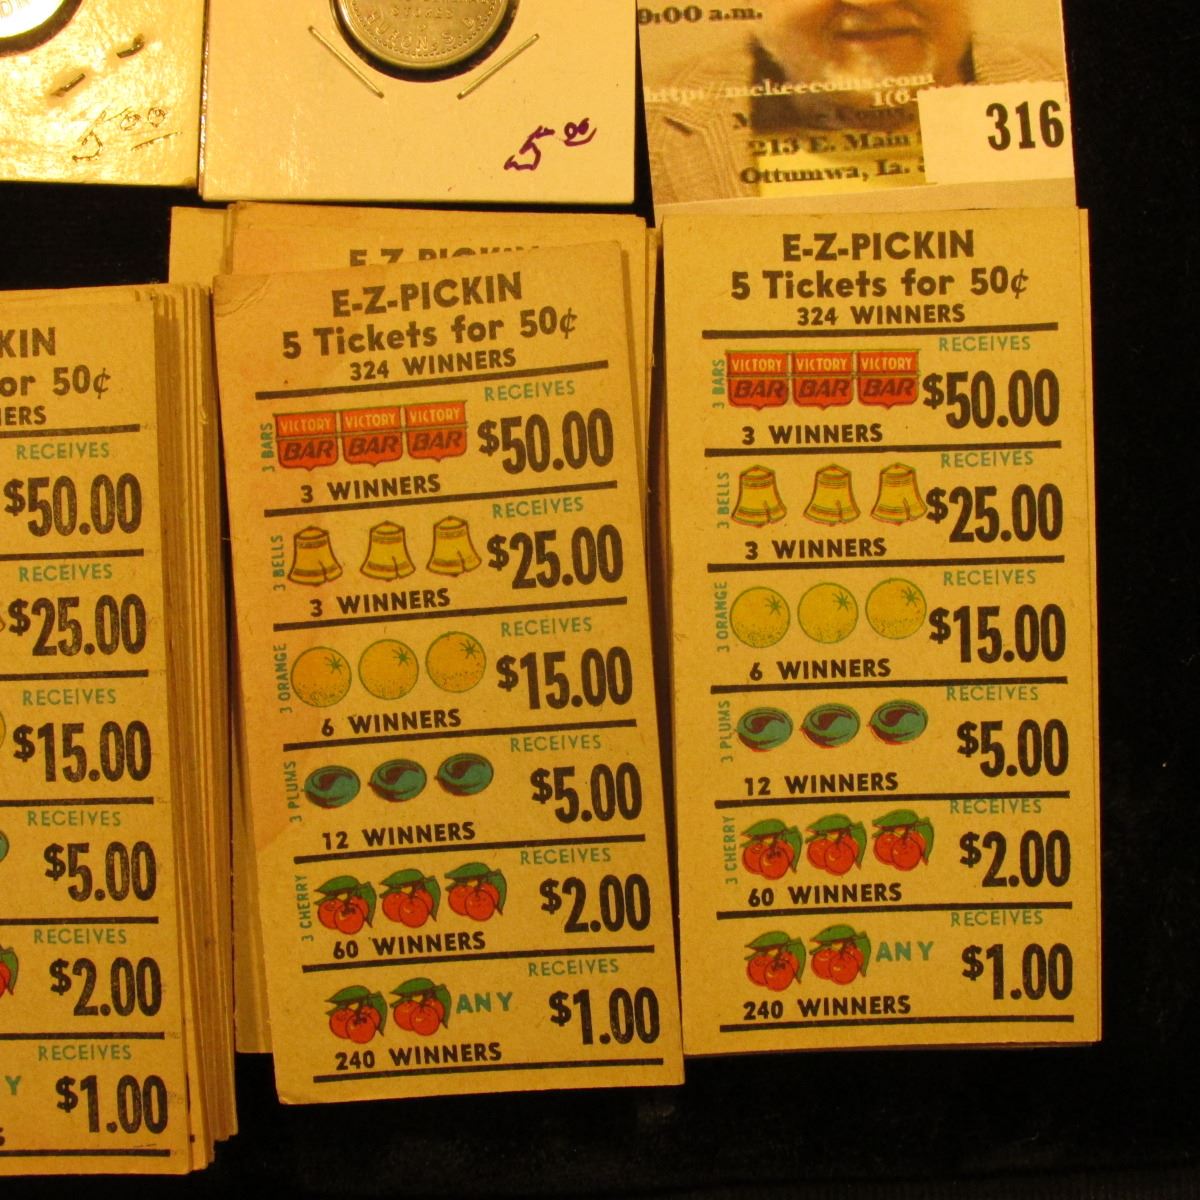 5.00
HURON, S.D.
5.00
9:00 a.m.
http://mckeecoins.com
213 E. Main
Ottumwa, Ia.
316
KIN
or 50¢
RECEIVES
$50.00
RECEIVES
$25.00
RECEIVES
$15.00
RECEIVES
$5.00
RECEIVES
$2.00
RECEIVES
Y $1.00
E-Z-PICKIN
E-Z-PICKIN
5 Tickets for 50¢
324 WINNERS
RECEIVES
3 BARS
VICTORY BAR VICTORY BAR VICTORY BAR
$50.00
3 WINNERS
RECEIVES
3 BELLS
$25.00
3 WINNERS
RECEIVES
3 ORANGE
$15.00
6 WINNERS
RECEIVES
3 PLUMS
$5.00
12 WINNERS
RECEIVES
3 CHERRY
$2.00
60 WINNERS
RECEIVES
ANY $1.00
240 WINNERS
E-Z-PICKIN
5 Tickets for 50¢
324 WINNERS
RECEIVES
3 BARS
VICTORY BAR VICTORY BAR VICTORY BAR
$50.00
3 WINNERS
RECEIVES
3 BELLS
$25.00
3 WINNERS
RECEIVES
3 ORANGE
$15.00
6 WINNERS
RECEIVES
3 PLUMS
$5.00
12 WINNERS
RECEIVES
3 CHERRY
$2.00
60 WINNERS
RECEIVES
ANY $1.00
240 WINNERS